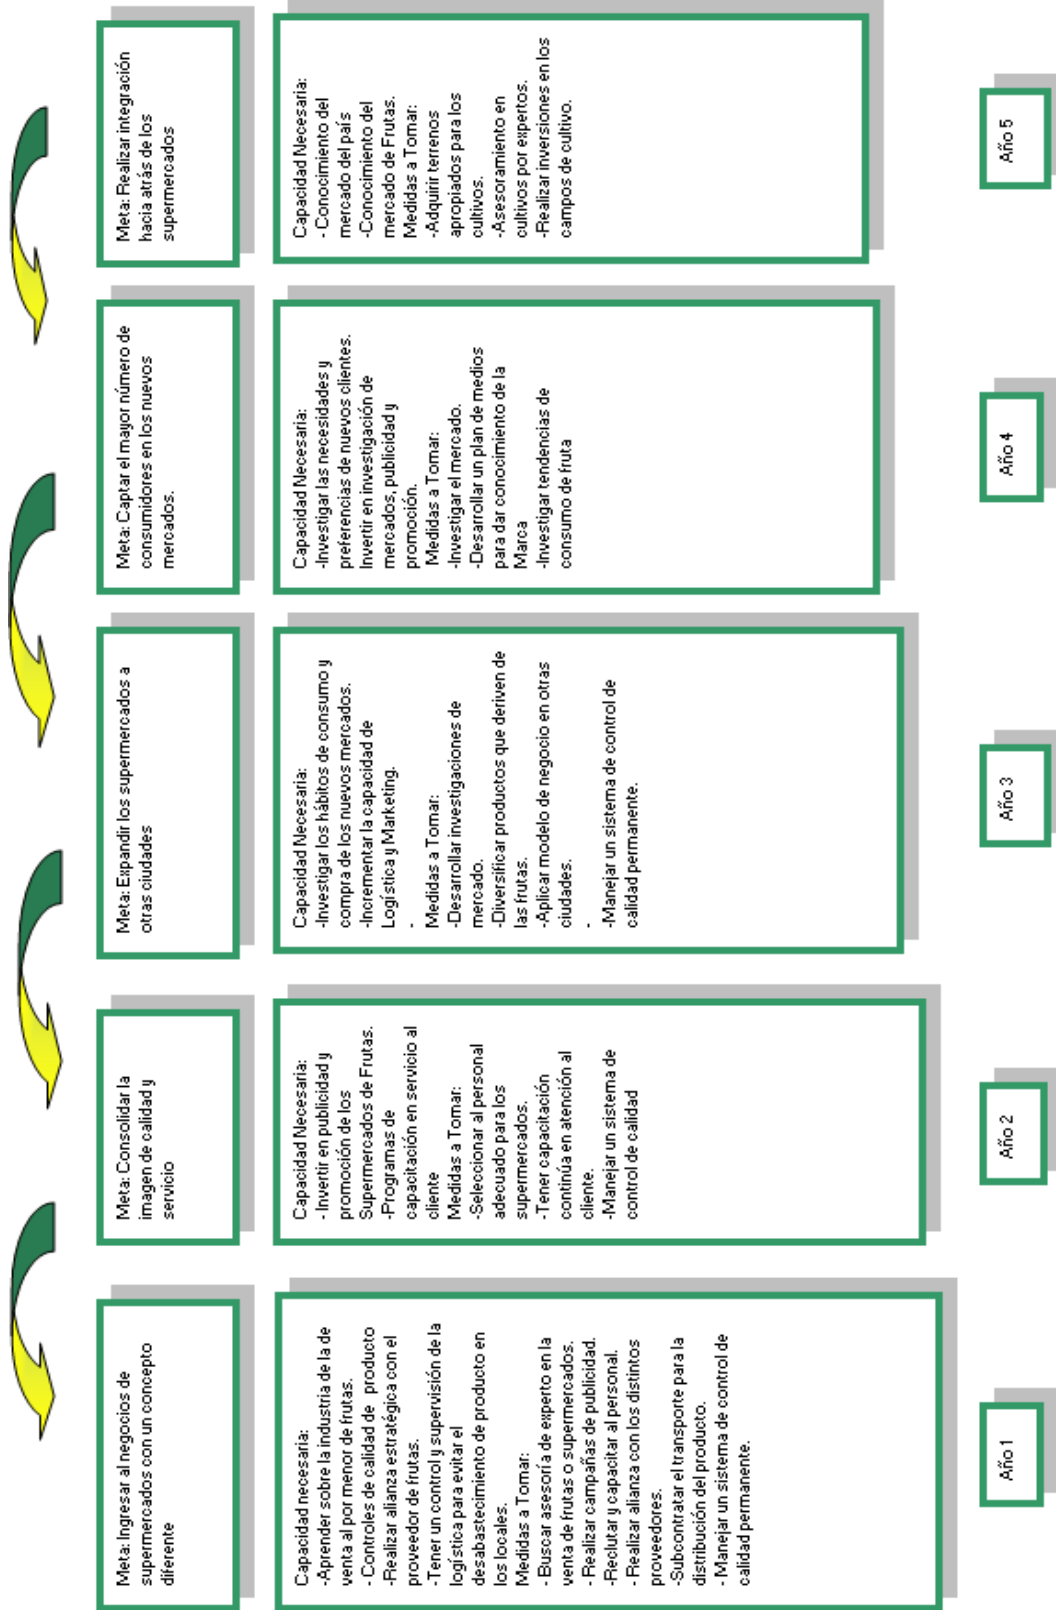 Meta: Ingresar al negocios de
supermercados con un concepto
diferente
Capacidad necesaria:
-Aprender sobre la industria de la de
venta al por menor de frutas.
- Controles de calidad de producto
-Realizar alianza estratégica con el
proveedor de frutas.
-Tener un control y supervisión de la
logística para evitar el
desabastecimiento de producto en
los locales.
Medidas a Tomar:
- Buscar asesoría de experto en la
venta de frutas o supermercados.
- Realizar campañas de publicidad.
-Reclutar y capacitar al personal.
- Realizar alianza con los distintos
proveedores.
-Subcontratar el transporte para la
distribución del producto.
- Manejar un sistema de control de
calidad permanente.
Año 1
Meta: Consolidar la
imagen de calidad y
servicio
Capacidad Necesaria:
- Invertir en publicidad y
promoción de los
Supermercados de Frutas.
-Programas de
capacitación en servicio al
cliente
Medidas a Tomar:
-Seleccionar al personal
adecuado para los
supermercados.
-Tener capacitación
continúa en atención al
cliente.
-Manejar un sistema de
control de calidad
Año 2
Meta: Expandir los supermercados a
otras ciudades
Capacidad Necesaria:
-Investigar los hábitos de consumo y
compra de los nuevos mercados.
-Incrementar la capacidad de
Logística y Marketing.
-
Medidas a Tomar:
-Desarrollar investigaciones de
mercado.
-Diversificar productos que deriven de
las frutas.
-Aplicar modelo de negocio en otras
ciudades.
-
-Manejar un sistema de control de
calidad permanente.
Año 3
Meta: Captar el mayor número de
consumidores en los nuevos
mercados.
Capacidad Necesaria:
-Investigar las necesidades y
preferencias de nuevos clientes.
Invertir en investigación de
mercados, publicidad y
promoción.
Medidas a Tomar:
-Investigar el mercado.
-Desarrollar un plan de medios
para dar conocimiento de la
Marca
-Investigar tendencias de
consumo de fruta
Año 4
Meta: Realizar integración
hacia atrás de los
supermercados
Capacidad Necesaria:
- Conocimiento del
mercado del país
-Conocimiento del
mercado de Frutas.
Medidas a Tomar:
-Adquirir terrenos
apropiados para los
cultivos.
-Asesoramiento en
cultivos por expertos.
-Realizar inversiones en los
campos de cultivo.
Año 5